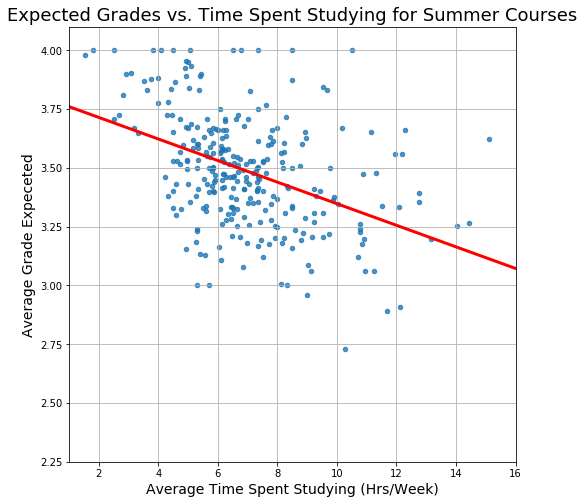 Expected Grades vs. Time Spent Studying for Summer Courses
4.00
3.75
3.50
3.25
3.00
2.75
2.50
2.25
Average Grade Expeceted
2 4 6 8 10 12 14 16
Average Time Spent Studying (Hrs/Week)